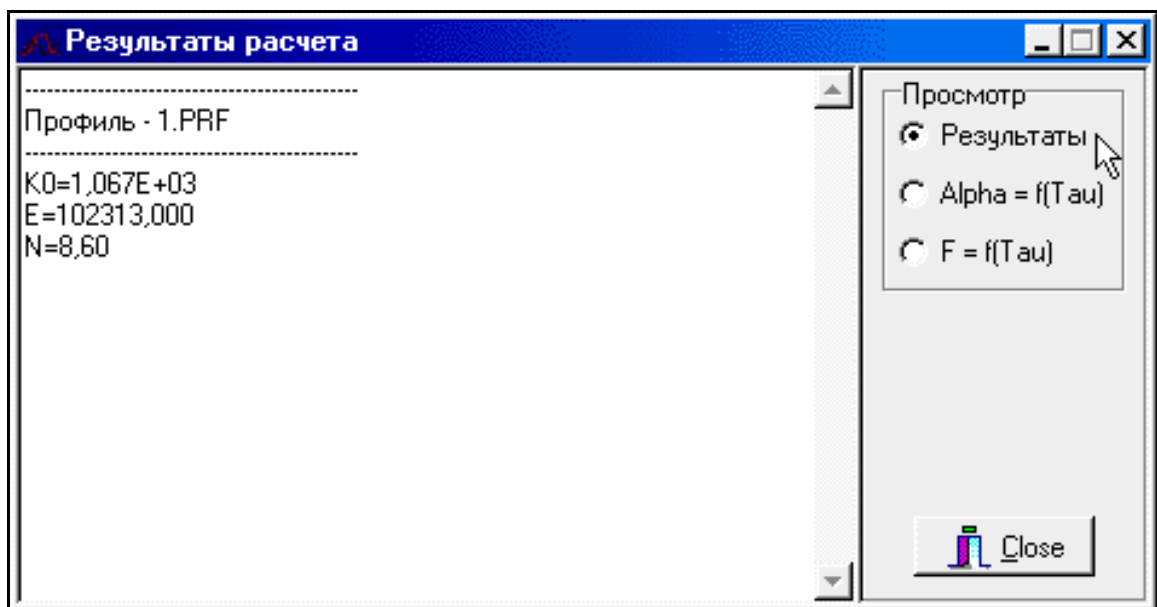 Результаты расчета
----------------------------------------------
Профиль - 1.PRF
----------------------------------------------
K0=1,067E+03
E=102313,000
N=8,60
Просмотр
Результаты
Alpha = f(Tau)
F = f(Tau)
Close